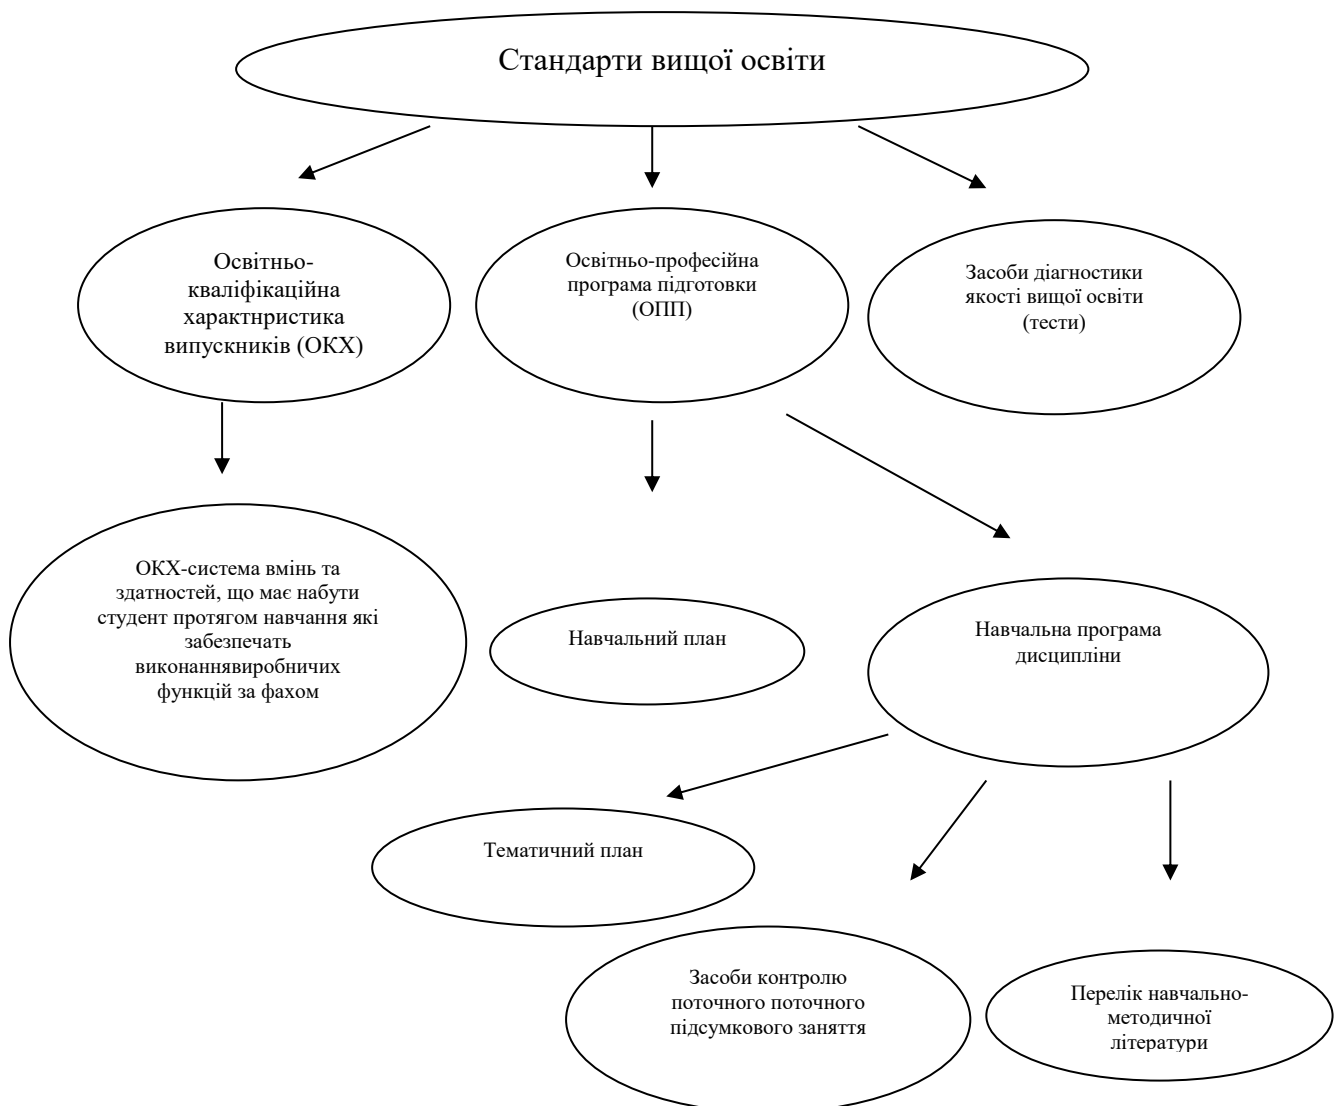 Стандарти вищої освіти
Освітньо-
кваліфікаційна
характнристика
випускників (ОКХ)
Освітньо-професійна
програма підготовки
(ОПП)
Засоби діагностики
якості вищої освіти
(тести)
ОКХ-система вмінь та
здатностей, що має набути
студент протягом навчання які
забезпечать
виконаннявиробничих
функцій за фахом
Навчальний план
Навчальна програма
дисципліни
Тематичний план
Засоби контролю
поточного поточного
підсумкового заняття
Перелік навчально-
методичної
літератури